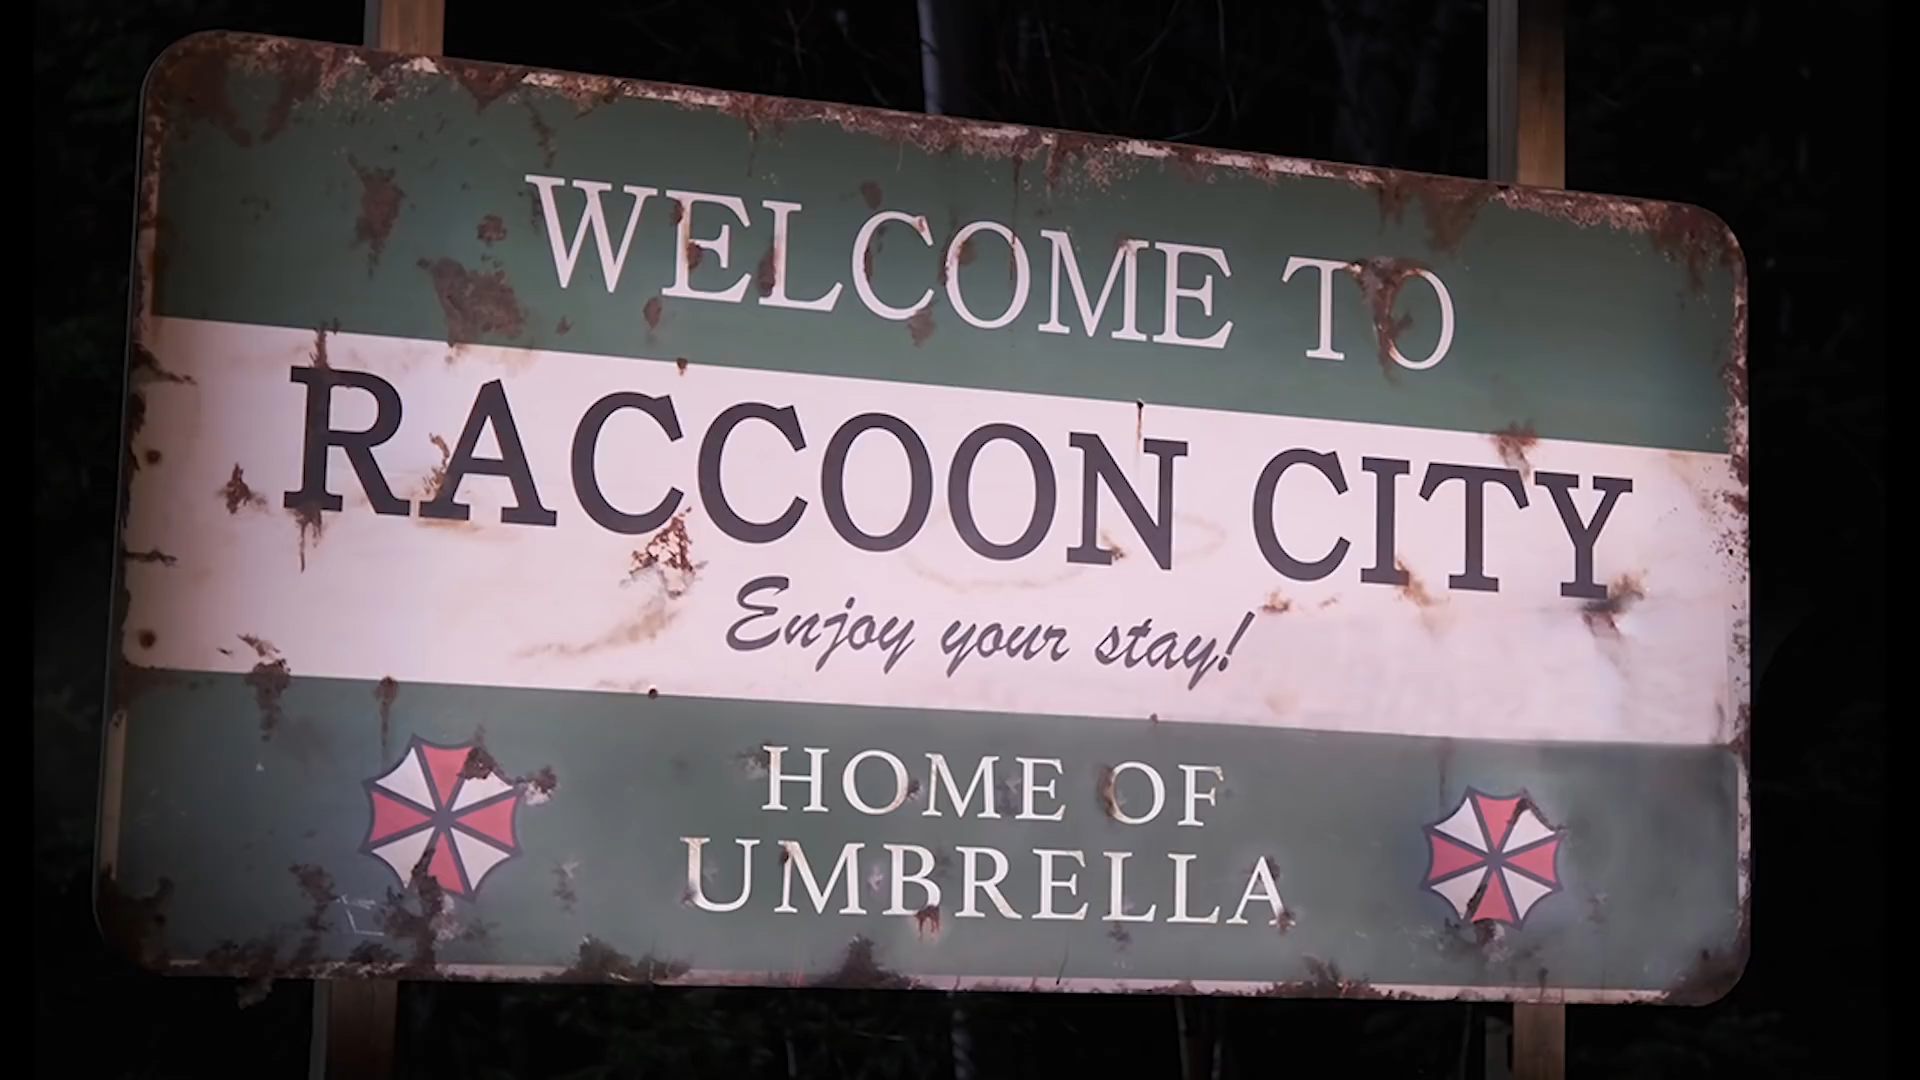 WELCOME TO
RACCOON CITY
Enjoy your stay!
HOME OF
UMBRELLA